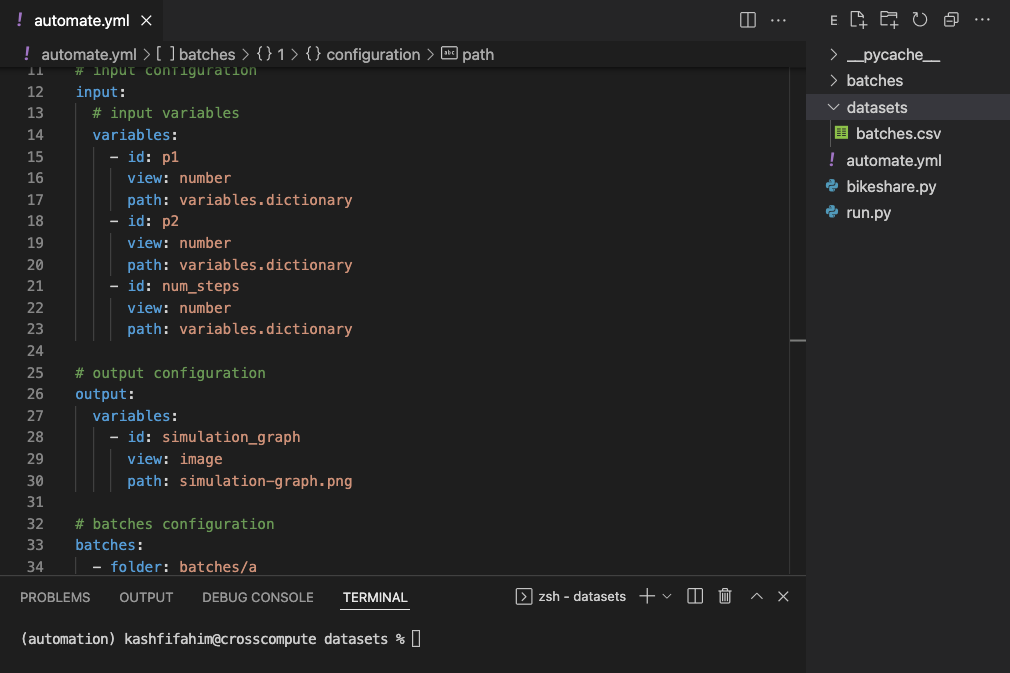 ! automate.yml
! automate.yml > [ ] batches > {} 1 > {} configuration > abc path
11 # input configuration
12 input:
13 # input variables
14 variables:
15 - id: p1
16 view: number
17 path: variables.dictionary
18 - id: p2
19 view: number
20 path: variables.dictionary
21 - id: num_steps
22 view: number
23 path: variables.dictionary
24
25 # output configuration
26 output:
27 variables:
28 - id: simulation_graph
29 view: image
30 path: simulation-graph.png
31
32 # batches configuration
33 batches:
34 - folder: batches/a
PROBLEMS OUTPUT DEBUG CONSOLE TERMINAL zsh - datasets
(automation) kashfifahim@crosscompute datasets %
E
> __pycache__
> batches
datasets
batches.csv
! automate.yml
bikeshare.py
run.py